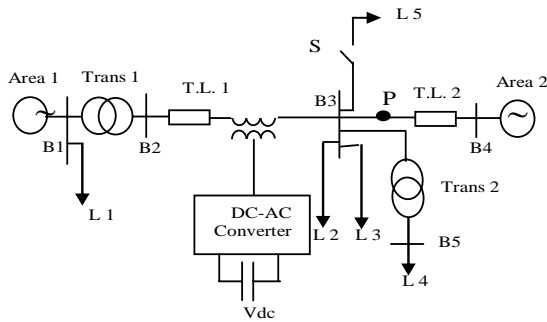 L 5
S
Area 1
Trans 1
T.L. 1
B3
P
T.L. 2
Area 2
~
~
B1
B2
B4
L 1
DC-AC
Converter
L 2
L 3
Trans 2
B5
L 4
Vdc